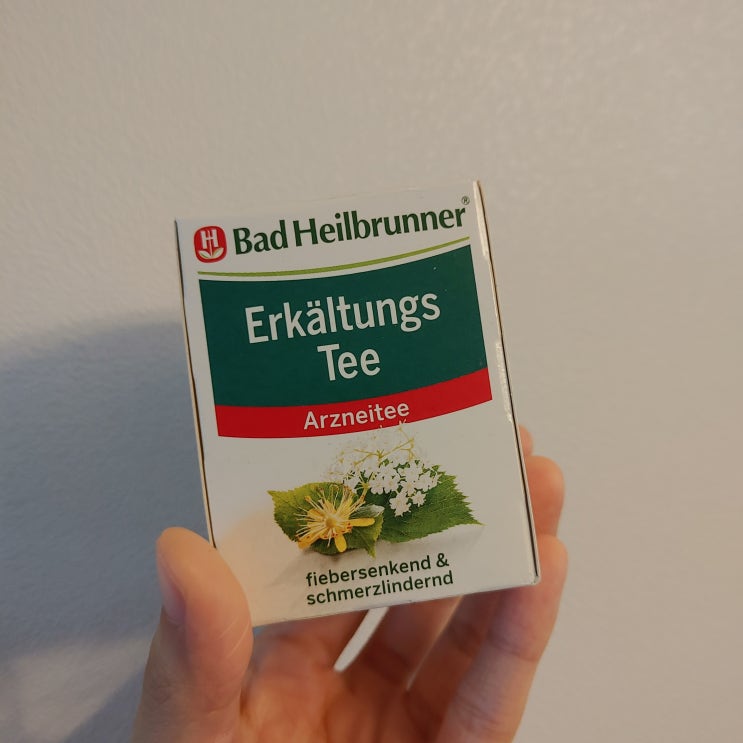 Bad Heilbrunner®
Erkältungs
Tee
Arzneitee
fiebersenkend &
schmerzlindernd